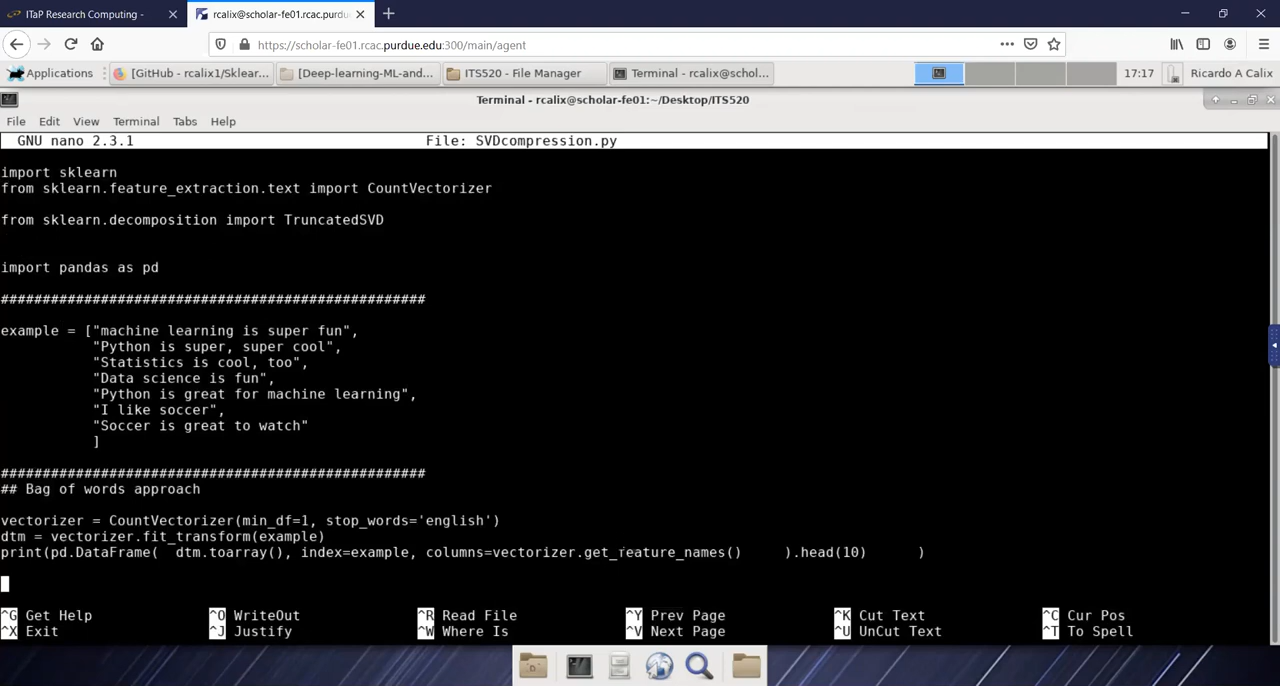 ITaP Research Computing -
rcalix@scholar-fe01.rcac.purdu
https://scholar-fe01.rcac.purdue.edu:300/main/agent
Applications
[GitHub - rcalix1/Sklear...
[Deep-learning-ML-and...
ITS520 - File Manager
Terminal - rcalix@schol...
17:17
Ricardo A Calix
Terminal - rcalix@scholar-fe01:~/Desktop/ITS520
File Edit View Terminal Tabs Help
GNU nano 2.3.1 File: SVDcompression.py
import sklearn
from sklearn.feature_extraction.text import CountVectorizer
from sklearn.decomposition import TruncatedSVD
import pandas as pd
###################################################
example = ["machine learning is super fun",
"Python is super, super cool",
"Statistics is cool, too",
"Data science is fun",
"Python is great for machine learning",
"I like soccer",
"Soccer is great to watch"
]
###################################################
## Bag of words approach
vectorizer = CountVectorizer(min_df=1, stop_words='english')
dtm = vectorizer.fit_transform(example)
print(pd.DataFrame(  dtm.toarray(), index=example, columns=vectorizer.get_feature_names()     ).head(10)      )
^G Get Help ^O WriteOut ^R Read File ^Y Prev Page ^K Cut Text ^C Cur Pos
^X Exit ^J Justify ^W Where Is ^V Next Page ^U UnCut Text ^T To Spell